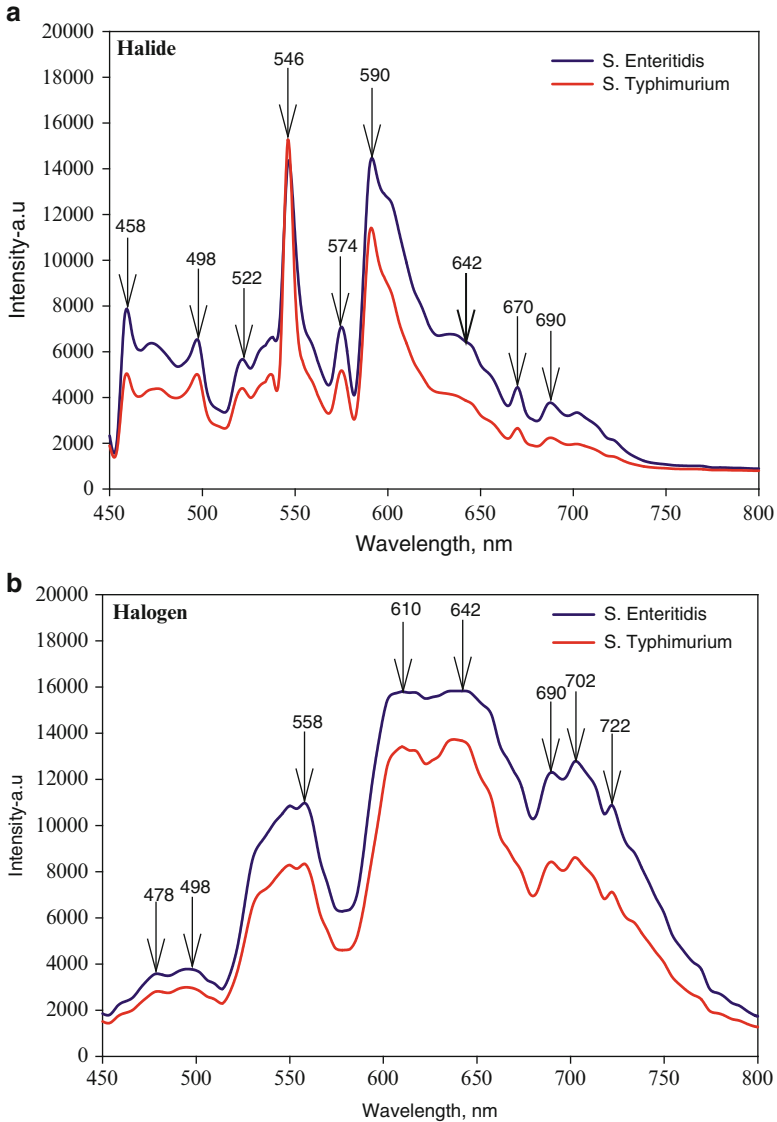 a
Halide
S. Enteritidis
S. Typhimurium
20000
18000
16000
14000
12000
10000
8000
6000
4000
2000
0
Intensity-a.u
458
498
522
546
574
590
642
670
690
450 500 550 600 650 700 750 800
Wavelength, nm
b
Halogen
S. Enteritidis
S. Typhimurium
20000
18000
16000
14000
12000
10000
8000
6000
4000
2000
0
Intensity-a.u
478
498
558
610
642
690
702
722
450 500 550 600 650 700 750 800
Wavelength, nm